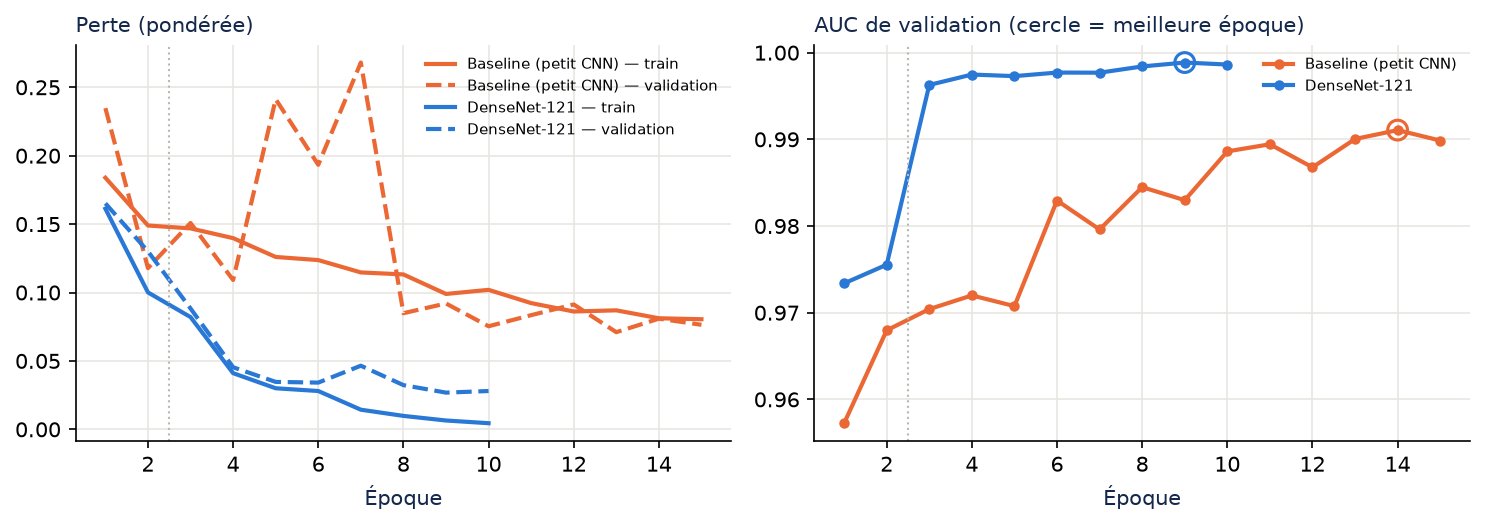 Perte (pondérée)
Baseline (petit CNN) — train
Baseline (petit CNN) — validation
DenseNet-121 — train
DenseNet-121 — validation
0.25
0.20
0.15
0.10
0.05
0.00
2 4 6 8 10 12 14
Époque
AUC de validation (cercle = meilleure époque)
Baseline (petit CNN)
DenseNet-121
1.00
0.99
0.98
0.97
0.96
2 4 6 8 10 12 14
Époque